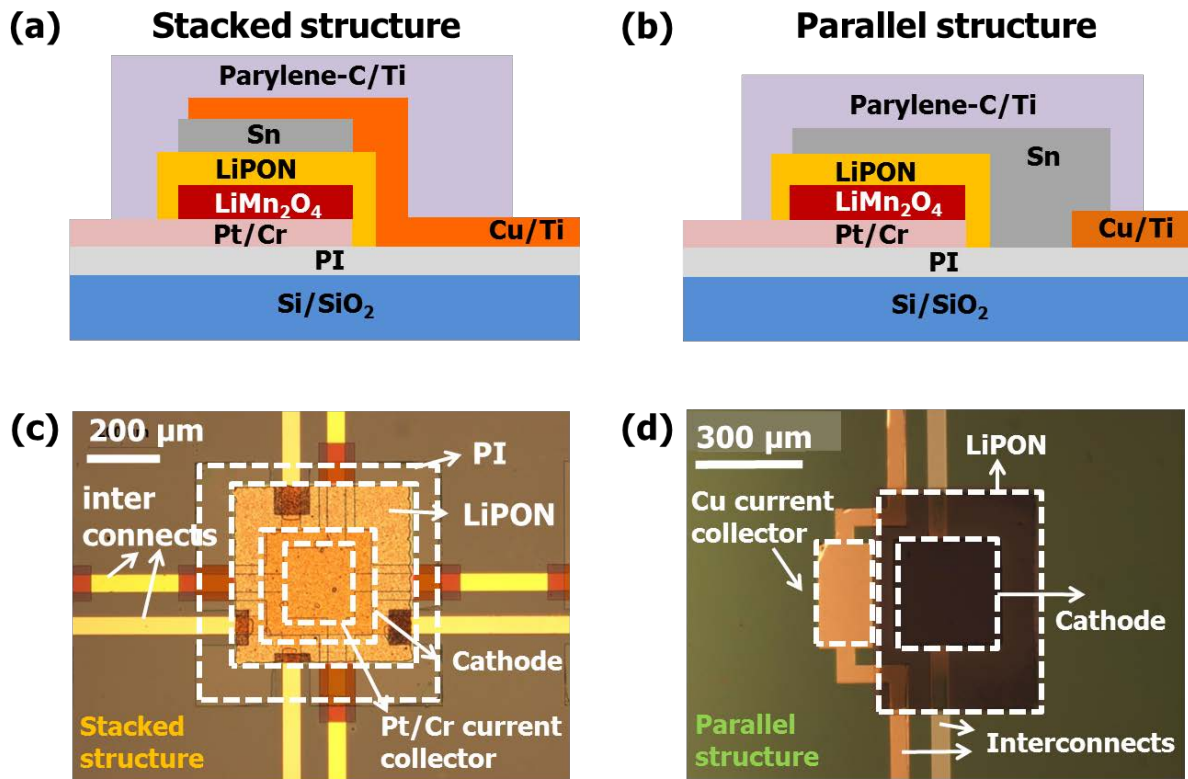 (a) Stacked structure
Parylene-C/Ti
Sn
LiPON
LiMn₂O₄
Pt/Cr
Cu/Ti
PI
Si/SiO₂
(b) Parallel structure
Parylene-C/Ti
Sn
LiPON
LiMn₂O₄
Pt/Cr
Cu/Ti
PI
Si/SiO₂
(c)
200 µm
PI
inter
connects
LiPON
Cathode
Pt/Cr current
collector
Stacked
structure
(d)
300 µm
LiPON
Cu current
collector
Cathode
Interconnects
Parallel
structure